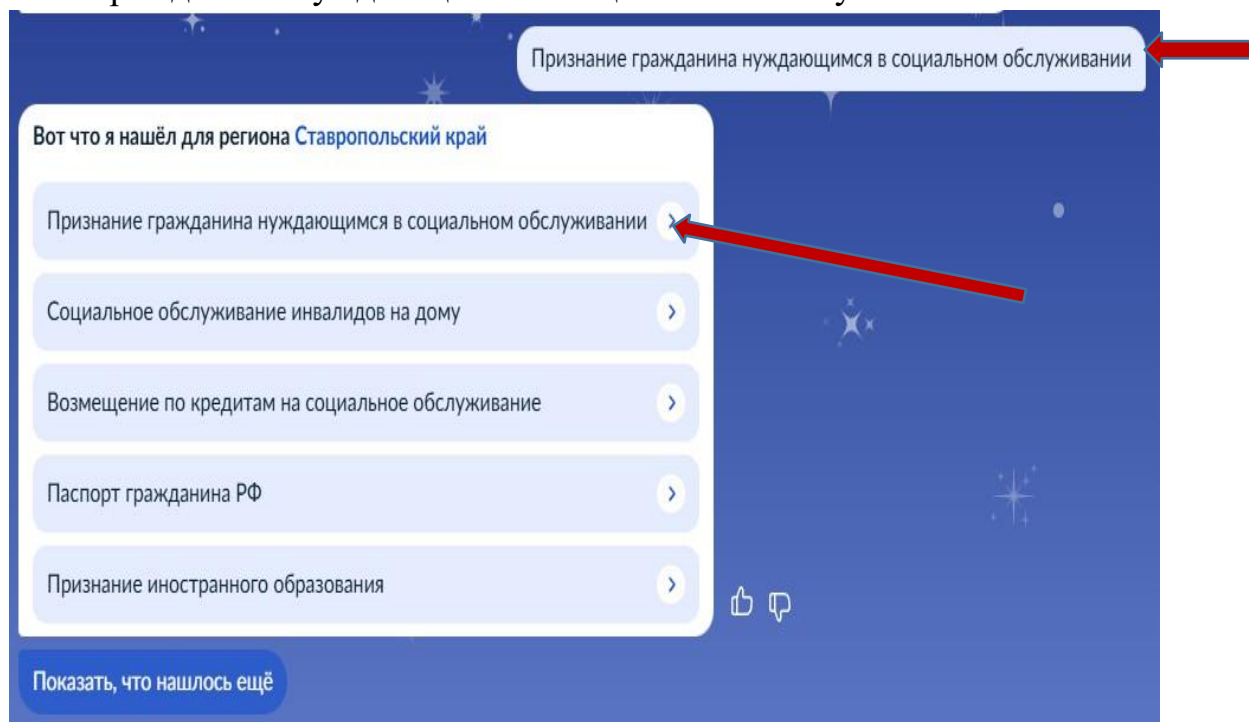 Признание гражданина нуждающимся в социальном обслуживании
Вот что я нашёл для региона Ставропольский край
Признание гражданина нуждающимся в социальном обслуживании
Социальное обслуживание инвалидов на дому
Возмещение по кредитам на социальное обслуживание
Паспорт гражданина РФ
Признание иностранного образования
Показать, что нашлось ещё